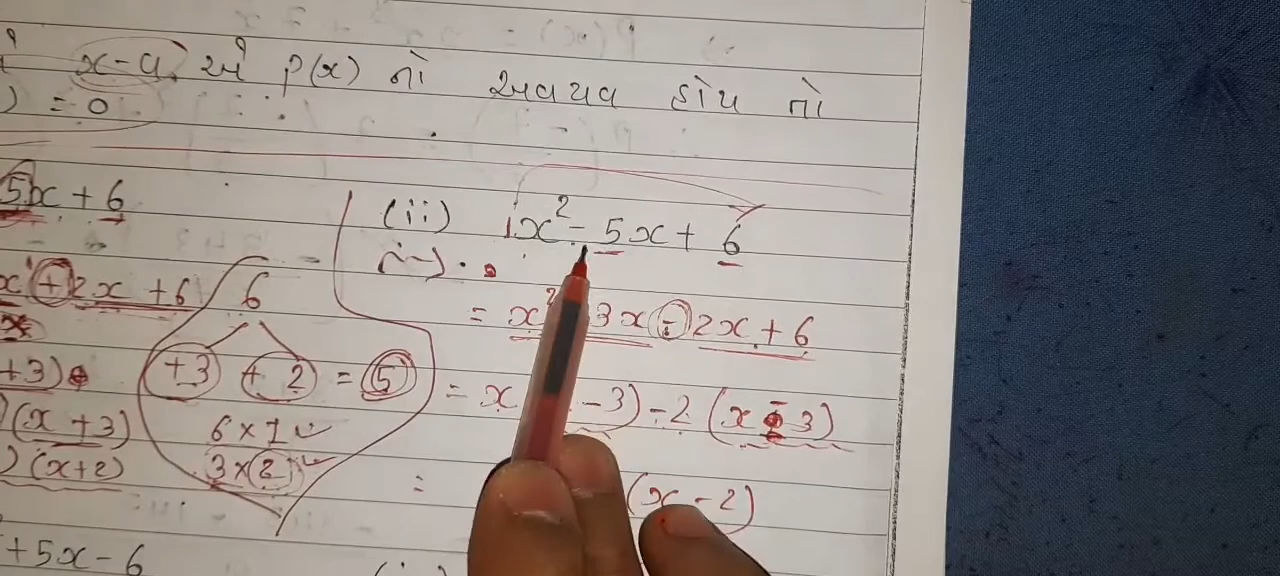 x-a, એ p(x) નો અવયવ હોય તો
) = 0
5x + 6
(ii) 1x² - 5x + 6
x² + 2x + 6
6
= x² 3x - 2x + 6
+3)
+3 + 2 = 5
= x - 3) - 2 (x - 3)
)(x + 3)
6 x 1
)(x + 2)
3 x 2
= (x - 2)
+ 5x - 6